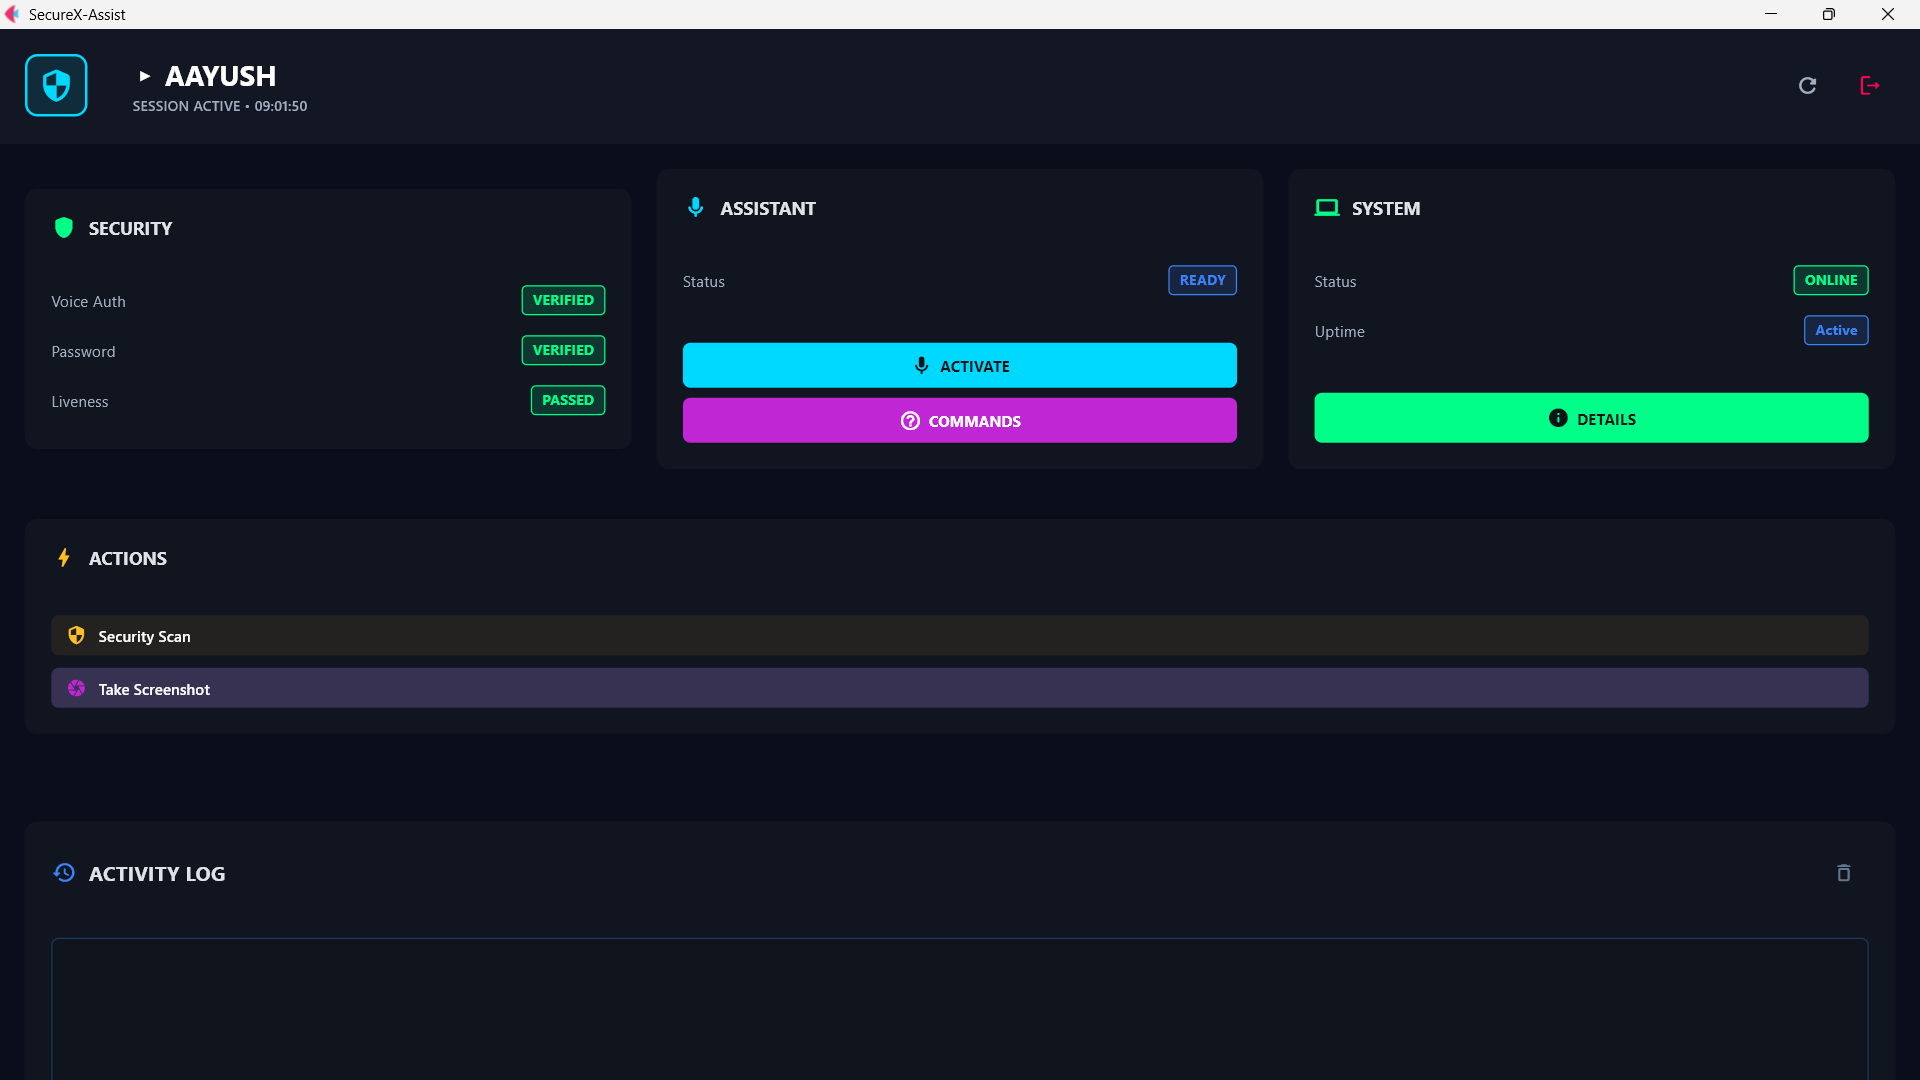 SecureX-Assist
► AAYUSH
SESSION ACTIVE • 09:01:50
SECURITY
Voice Auth VERIFIED
Password VERIFIED
Liveness PASSED
ASSISTANT
Status READY
ACTIVATE
COMMANDS
SYSTEM
Status ONLINE
Uptime Active
DETAILS
ACTIONS
Security Scan
Take Screenshot
ACTIVITY LOG